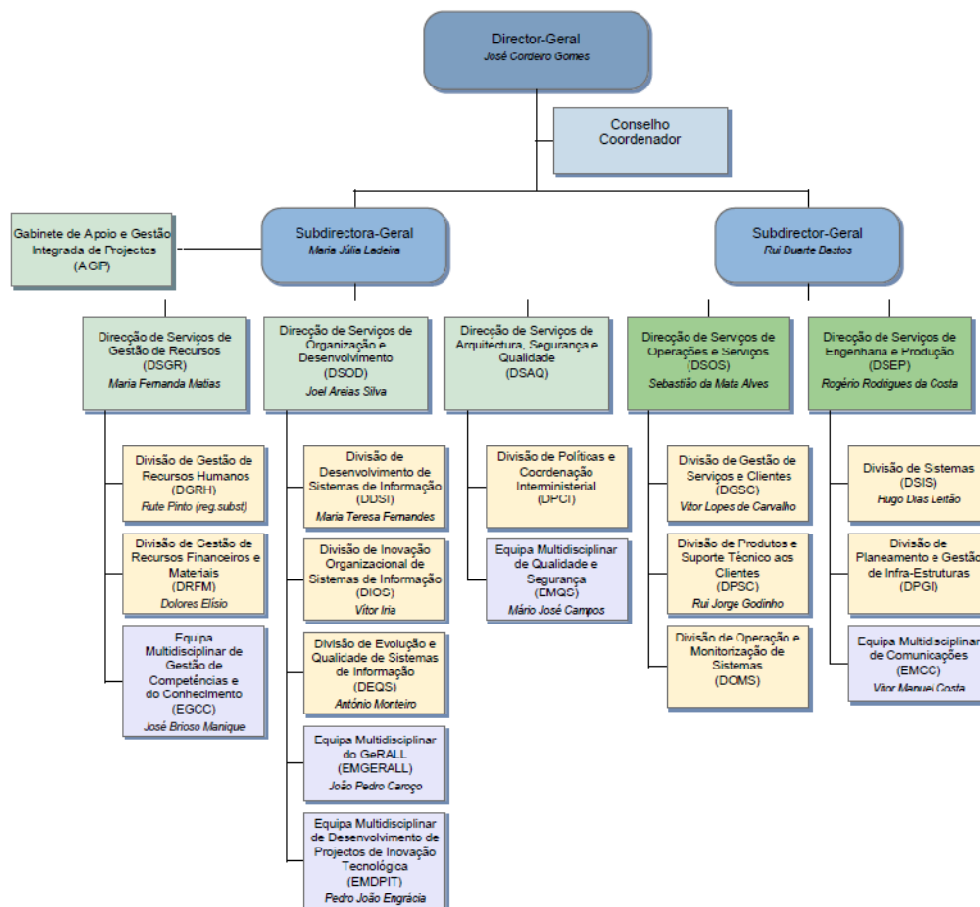 Director-Geral
José Cordeiro Gomes
Conselho
Coordenador
Gabinete de Apoio e Gestão
Integrada de Projectos
(AGIP)
Subdirectora-Geral
Maria Júlia Ladeira
Subdirector-Geral
Rui Duarte Bastos
Direcção de Serviços de
Gestão de Recursos
(DSGR)
Maria Fernanda Matias
Direcção de Serviços de
Organização e
Desenvolvimento
(DSOD)
Joel Areias Silva
Direcção de Serviços de
Arquitectura, Segurança e
Qualidade
(DSAQ)
Direcção de Serviços de
Operações e Serviços
(DSOS)
Sebastião da Mata Alves
Direcção de Serviços de
Engenharia e Produção
(DSEP)
Rogério Rodrigues da Costa
Divisão de Gestão de
Recursos Humanos
(DGRH)
Rute Pinto (reg.subst)
Divisão de Gestão de
Recursos Financeiros e
Materiais
(DRFM)
Dolores Elísio
Equipa
Multidisciplinar de
Gestão de
Competências e
do Conhecimento
(EGCC)
José Brioso Manique
Divisão de
Desenvolvimento de
Sistemas de Informação
(DDSI)
Maria Teresa Fernandes
Divisão de Inovação
Organizacional de
Sistemas de Informação
(DIOS)
Vítor Iria
Divisão de Evolução e
Qualidade de Sistemas
de Informação
(DEQS)
António Monteiro
Equipa Multidisciplinar
do GeRALL
(EMGERALL)
João Pedro Caroço
Equipa Multidisciplinar
de Desenvolvimento de
Projectos de Inovação
Tecnológica
(EMDPIT)
Pedro João Engrácia
Divisão de Políticas e
Coordenação
Interministerial
(DPCI)
Equipa Multidisciplinar
de Qualidade e
Segurança
(EMQS)
Mário José Campos
Divisão de Gestão de
Serviços e Clientes
(DGSC)
Vitor Lopes de Carvalho
Divisão de Produtos e
Suporte Técnico aos
Clientes
(DPSC)
Rui Jorge Godinho
Divisão de Operação e
Monitorização de
Sistemas
(DOMS)
Divisão de Sistemas
(DSIS)
Hugo Dias Leitão
Divisão de
Planeamento e Gestão
de Infra-Estruturas
(DPGI)
Equipa Multidisciplinar
de Comunicações
(EMCC)
Vitor Manuel Costa